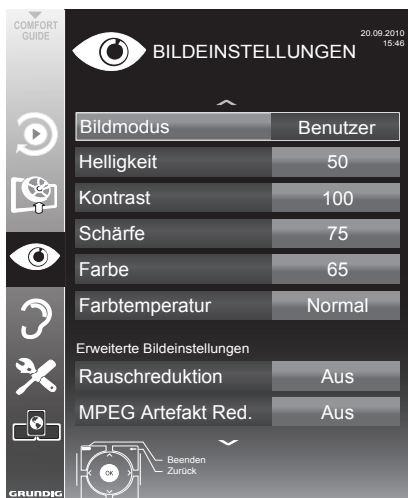 COMFORT
GUIDE
BILDEINSTELLUNGEN
20.09.2010
15:46
Bildmodus Benutzer
Helligkeit 50
Kontrast 100
Schärfe 75
Farbe 65
Farbtemperatur Normal
Erweiterte Bildeinstellungen
Rauschreduktion Aus
MPEG Artefakt Red. Aus
OK
Beenden
Zurück
GRUNDIG